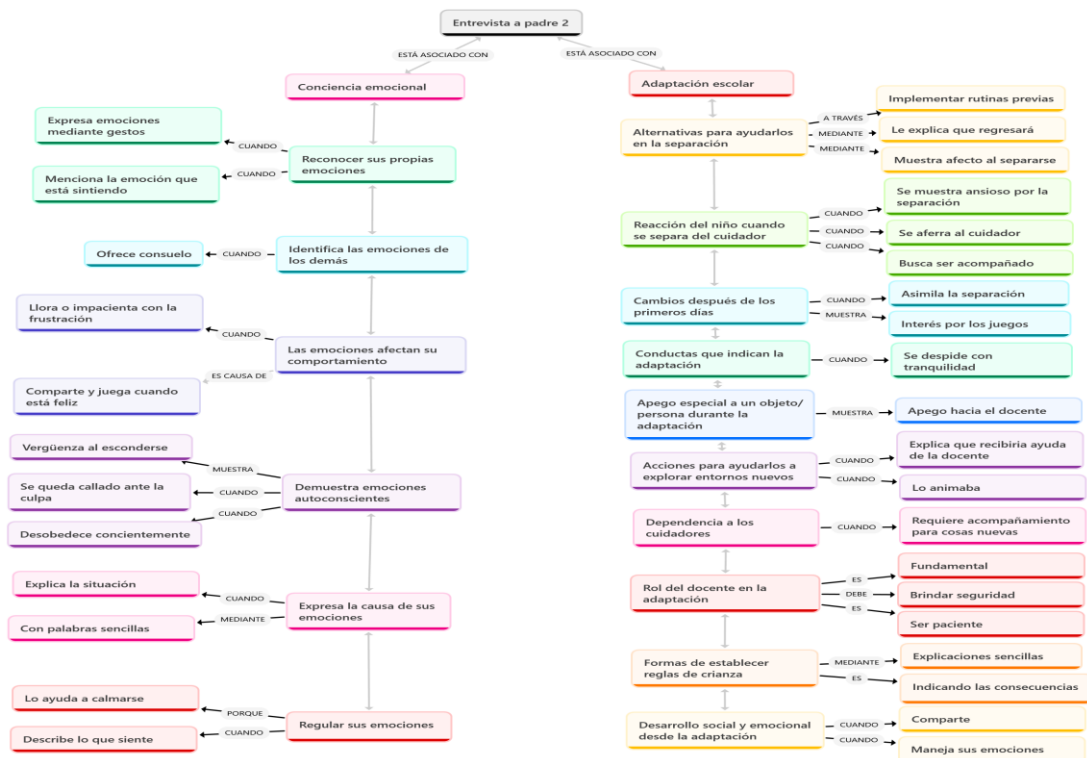 Entrevista a padre 2
ESTÁ ASOCIADO CON
ESTÁ ASOCIADO CON
Conciencia emocional
Expresa emociones
mediante gestos
CUANDO
Menciona la emoción que
está sintiendo
CUANDO
Reconocer sus propias
emociones
Ofrece consuelo
CUANDO
Identifica las emociones de
los demás
Llora o impacienta con la
frustración
CUANDO
Las emociones afectan su
comportamiento
ES CAUSA DE
Comparte y juega cuando
está feliz
Vergüenza al esconderse
MUESTRA
Se queda callado ante la
culpa
CUANDO
Demuestra emociones
autoconscientes
CUANDO
Desobedece concientemente
Explica la situación
CUANDO
Expresa la causa de sus
emociones
MEDIANTE
Con palabras sencillas
Lo ayuda a calmarse
PORQUE
Regular sus emociones
CUANDO
Describe lo que siente
Adaptación escolar
Alternativas para ayudarlos
en la separación
A TRAVÉS
Implementar rutinas previas
MEDIANTE
Le explica que regresará
MEDIANTE
Muestra afecto al separarse
Reacción del niño cuando
se separa del cuidador
CUANDO
Se muestra ansioso por la
separación
CUANDO
Se aferra al cuidador
CUANDO
Busca ser acompañado
Cambios después de los
primeros días
CUANDO
Asimila la separación
MUESTRA
Interés por los juegos
Conductas que indican la
adaptación
CUANDO
Se despide con
tranquilidad
Apego especial a un objeto/
persona durante la
adaptación
MUESTRA
Apego hacia el docente
Acciones para ayudarlos a
explorar entornos nuevos
CUANDO
Explica que recibiria ayuda
de la docente
CUANDO
Lo animaba
Dependencia a los
cuidadores
CUANDO
Requiere acompañamiento
para cosas nuevas
Rol del docente en la
adaptación
ES
Fundamental
DEBE
Brindar seguridad
ES
Ser paciente
Formas de establecer
reglas de crianza
MEDIANTE
Explicaciones sencillas
ES
Indicando las consecuencias
Desarrollo social y emocional
desde la adaptación
CUANDO
Comparte
CUANDO
Maneja sus emociones